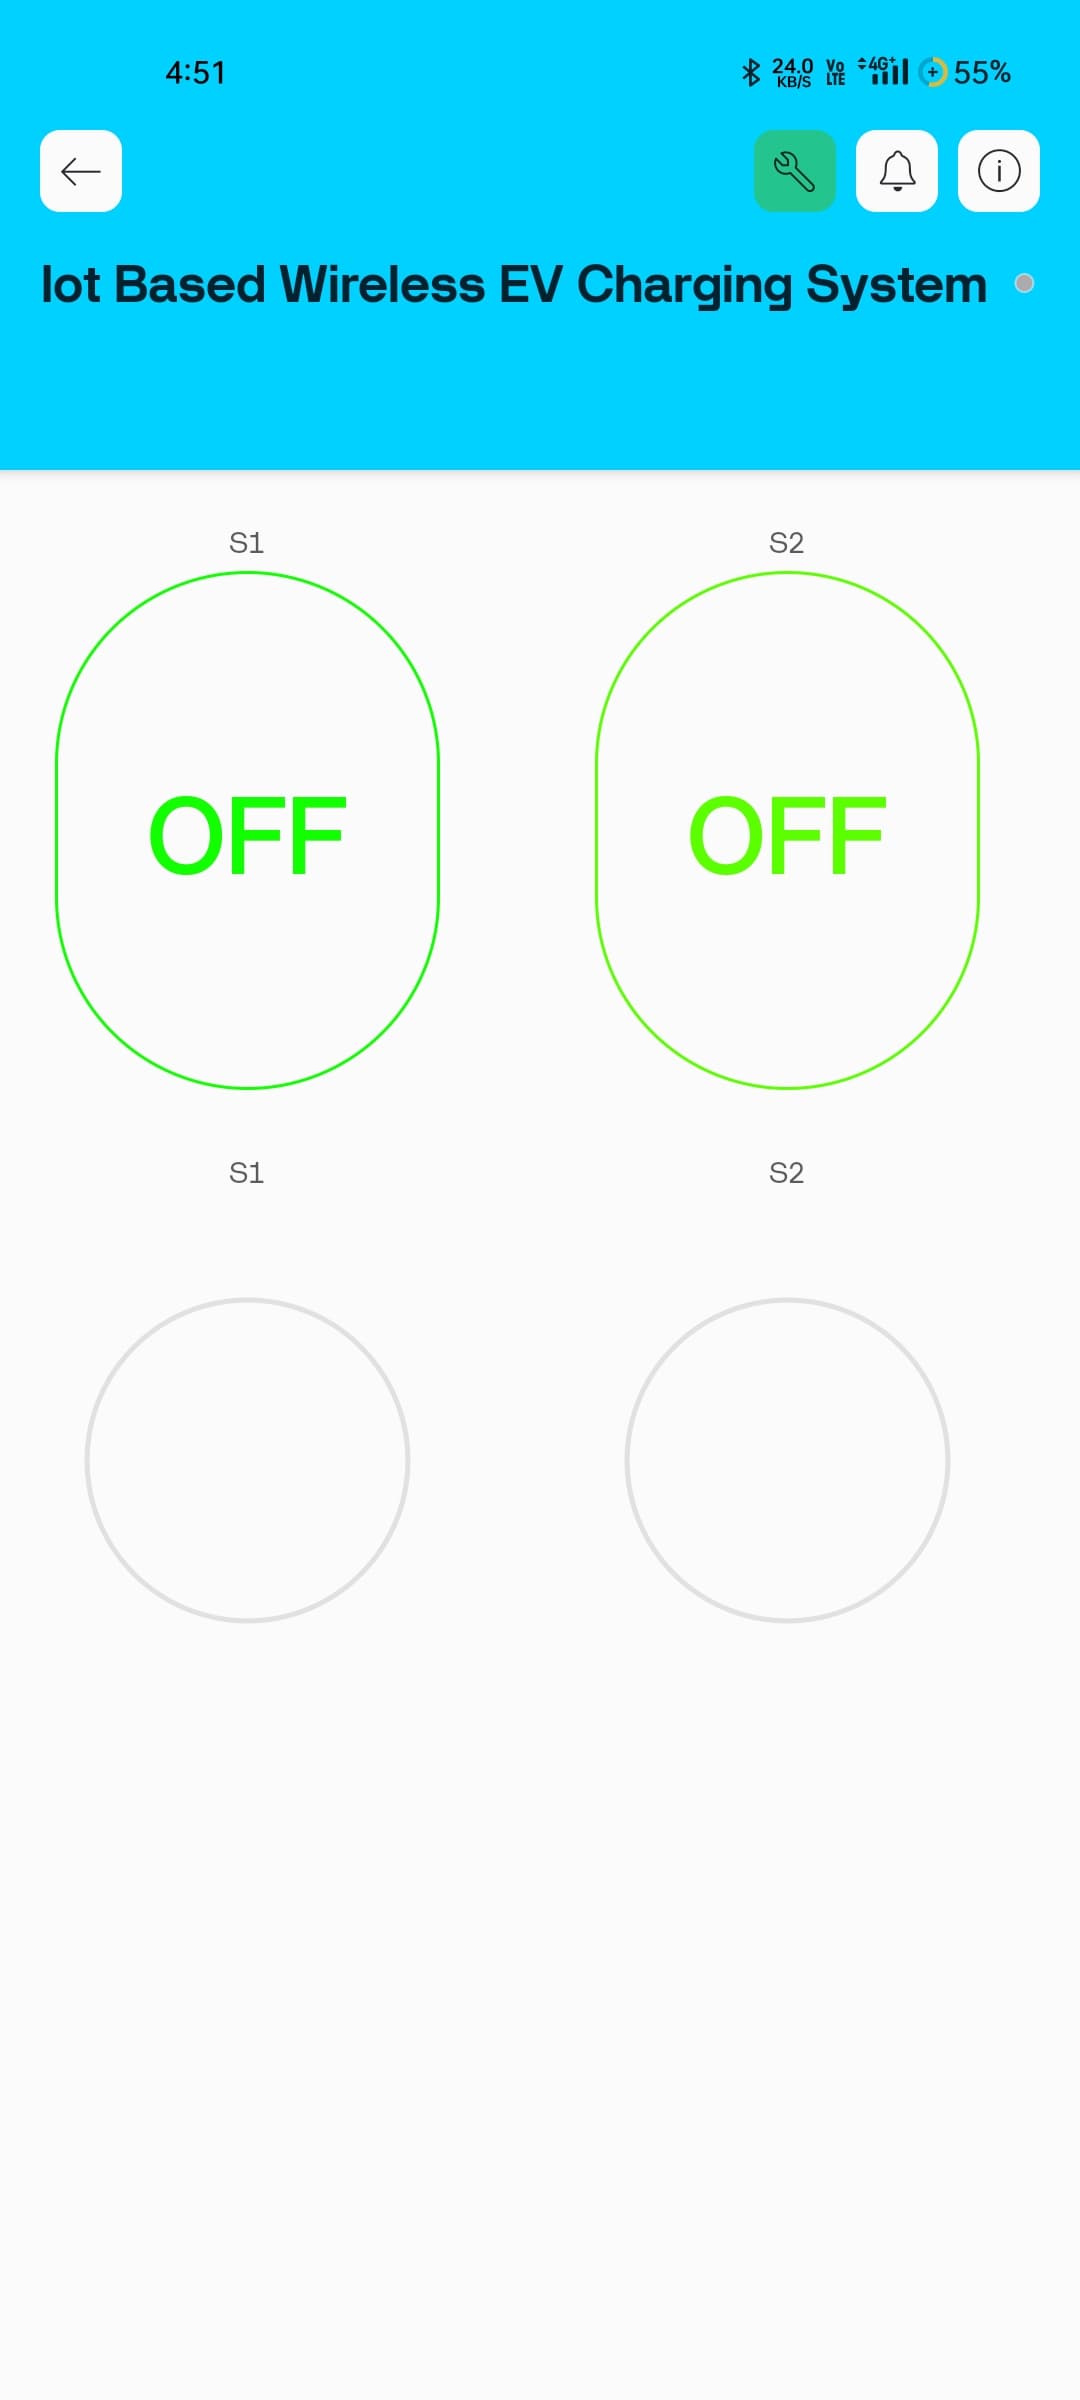 4:51
24.0 KB/S Vo LTE 4G+ 55%
Iot Based Wireless EV Charging System
S1 S2
OFF OFF
S1 S2